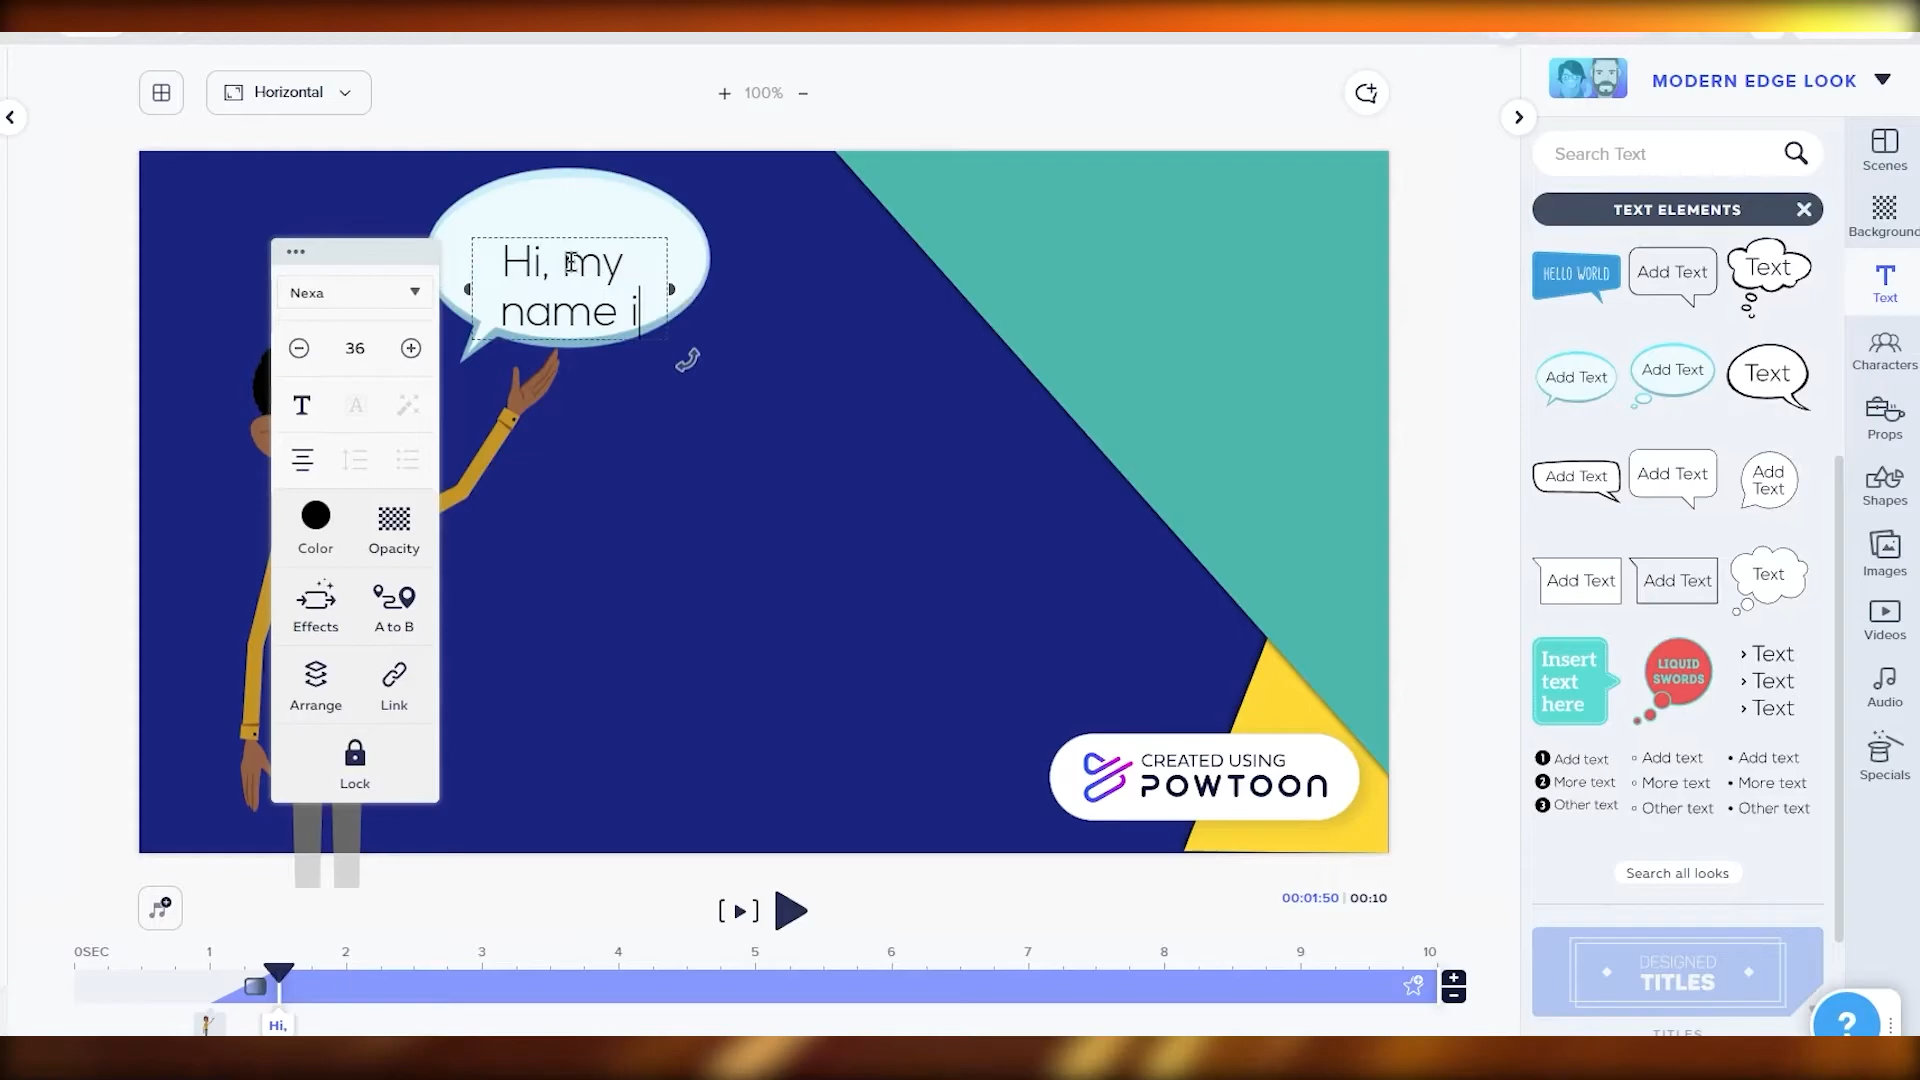 Horizontal
+ 100% −
MODERN EDGE LOOK
Search Text
TEXT ELEMENTS
Hi, my
name i
Nexa
36
Color
Opacity
Effects
A to B
Arrange
Link
Lock
HELLO WORLD
Add Text
Text
Add Text
Add Text
Text
Add Text
Add Text
Add
Text
Add Text
Add Text
Text
Insert
text
here
LIQUID
SWORDS
› Text
› Text
› Text
1 Add text
2 More text
3 Other text
◦ Add text
◦ More text
◦ Other text
• Add text
• More text
• Other text
Search all looks
DESIGNED
TITLES
TITLES
Scenes
Background
Text
Characters
Props
Shapes
Images
Videos
Audio
Specials
CREATED USING
POWTOON
00:01:50 | 00:10
0SEC 1 2 3 4 5 6 7 8 9 10
Hi,
?